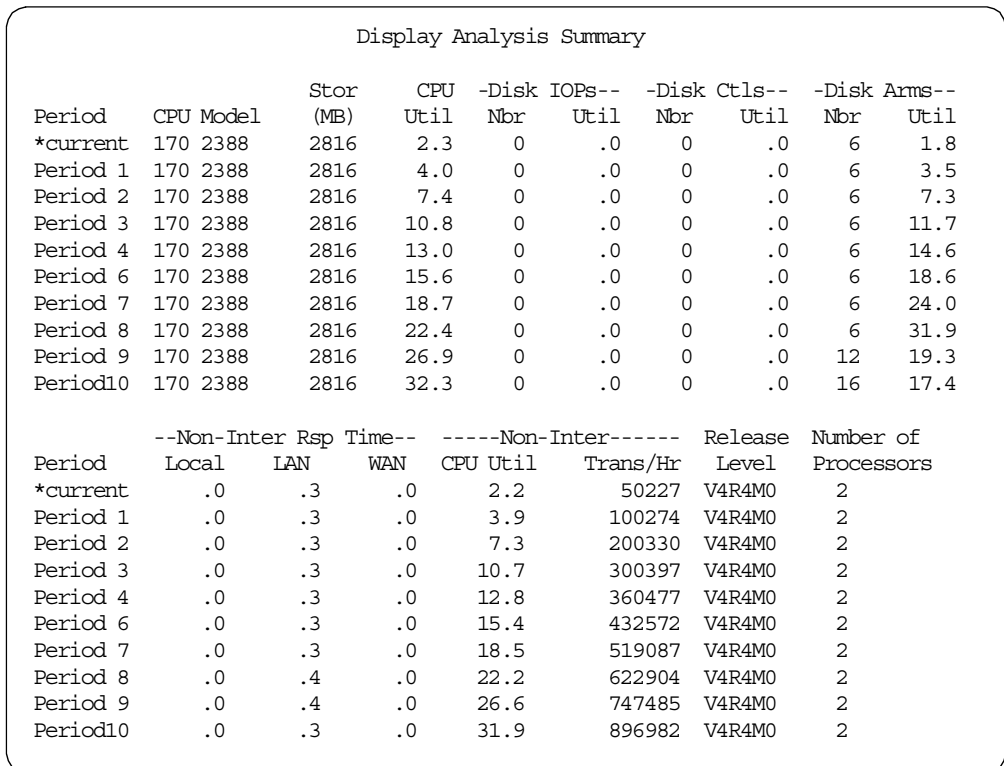 Display Analysis Summary
Stor CPU -Disk IOPs-- -Disk Ctls-- -Disk Arms--
Period CPU Model (MB) Util Nbr Util Nbr Util Nbr Util
*current 170 2388 2816 2.3 0 .0 0 .0 6 1.8
Period 1 170 2388 2816 4.0 0 .0 0 .0 6 3.5
Period 2 170 2388 2816 7.4 0 .0 0 .0 6 7.3
Period 3 170 2388 2816 10.8 0 .0 0 .0 6 11.7
Period 4 170 2388 2816 13.0 0 .0 0 .0 6 14.6
Period 6 170 2388 2816 15.6 0 .0 0 .0 6 18.6
Period 7 170 2388 2816 18.7 0 .0 0 .0 6 24.0
Period 8 170 2388 2816 22.4 0 .0 0 .0 6 31.9
Period 9 170 2388 2816 26.9 0 .0 0 .0 12 19.3
Period10 170 2388 2816 32.3 0 .0 0 .0 16 17.4
--Non-Inter Rsp Time-- -----Non-Inter------ Release Number of
Period Local LAN WAN CPU Util Trans/Hr Level Processors
*current .0 .3 .0 2.2 50227 V4R4M0 2
Period 1 .0 .3 .0 3.9 100274 V4R4M0 2
Period 2 .0 .3 .0 7.3 200330 V4R4M0 2
Period 3 .0 .3 .0 10.7 300397 V4R4M0 2
Period 4 .0 .3 .0 12.8 360477 V4R4M0 2
Period 6 .0 .3 .0 15.4 432572 V4R4M0 2
Period 7 .0 .3 .0 18.5 519087 V4R4M0 2
Period 8 .0 .4 .0 22.2 622904 V4R4M0 2
Period 9 .0 .4 .0 26.6 747485 V4R4M0 2
Period10 .0 .3 .0 31.9 896982 V4R4M0 2